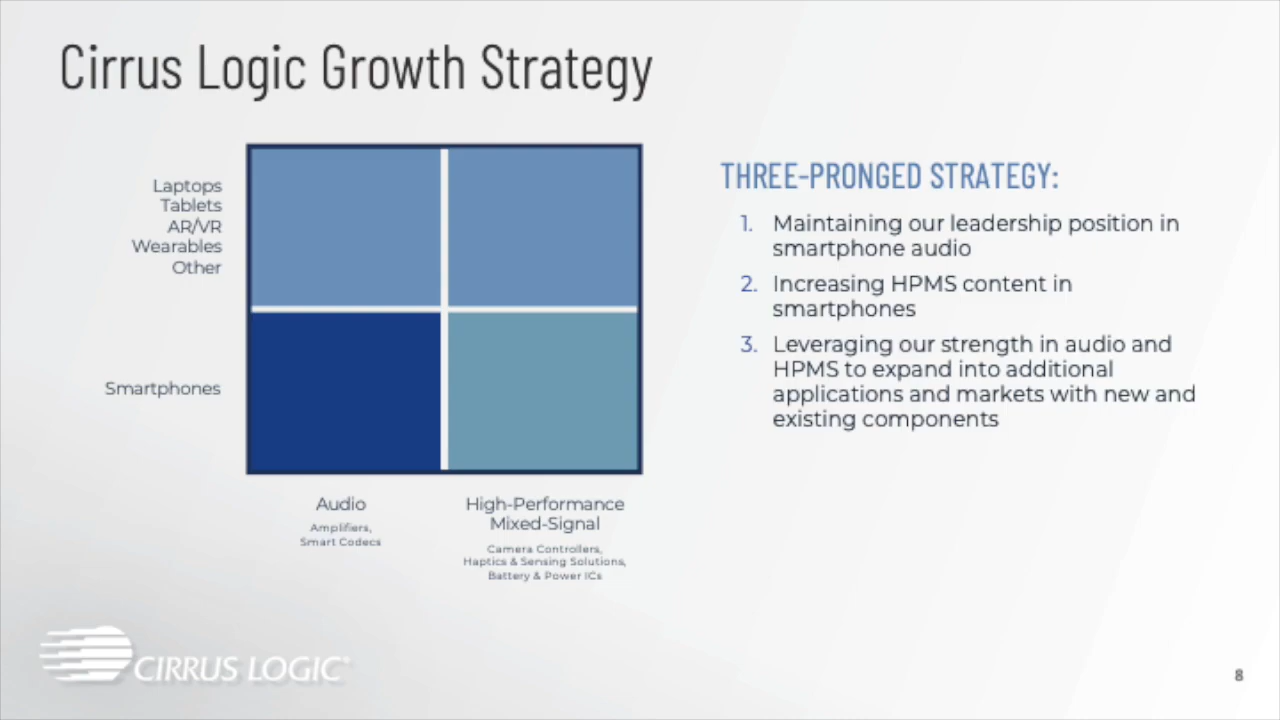 Cirrus Logic Growth Strategy
Laptops
Tablets
AR/VR
Wearables
Other
Smartphones
Audio
Amplifiers,
Smart Codecs
High-Performance
Mixed-Signal
Camera Controllers,
Haptics & Sensing Solutions,
Battery & Power ICs
THREE-PRONGED STRATEGY:
1. Maintaining our leadership position in
smartphone audio
2. Increasing HPMS content in
smartphones
3. Leveraging our strength in audio and
HPMS to expand into additional
applications and markets with new and
existing components
CIRRUS LOGIC®
8